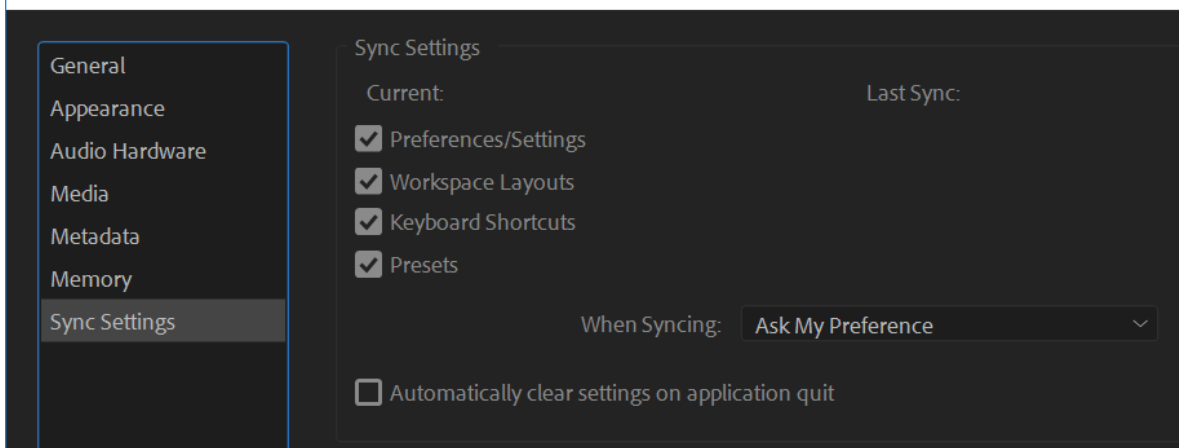 General
Appearance
Audio Hardware
Media
Metadata
Memory
Sync Settings
Sync Settings
Current: Last Sync:
Preferences/Settings
Workspace Layouts
Keyboard Shortcuts
Presets
When Syncing: Ask My Preference
Automatically clear settings on application quit